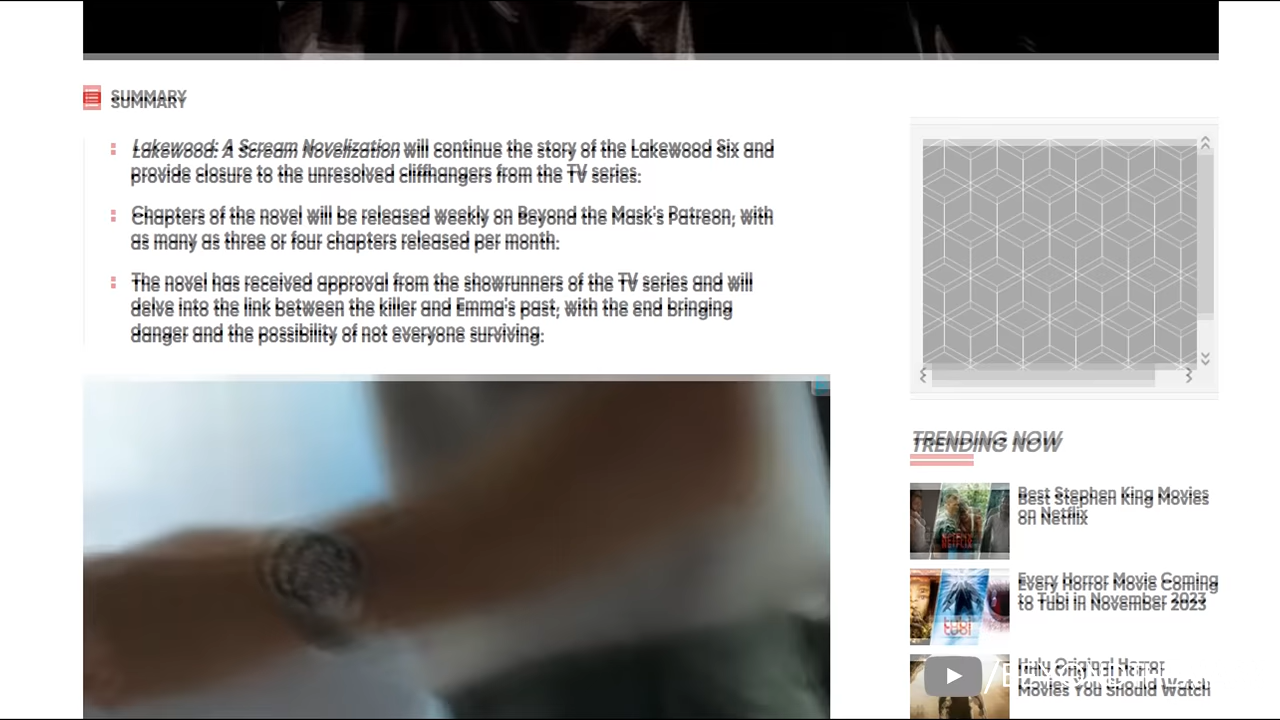 SUMMARY
Lakewood: A Scream Novelization will continue the story of the Lakewood Six and
provide closure to the unresolved cliffhangers from the TV series.
Chapters of the novel will be released weekly on Beyond the Mask's Patreon, with
as many as three or four chapters released per month.
The novel has received approval from the showrunners of the TV series and will
delve into the link between the killer and Emma's past, with the end bringing
danger and the possibility of not everyone surviving.
TRENDING NOW
Best Stephen King Movies
on Netflix
Every Horror Movie Coming
to Tubi in November 2023
Hulu Original Horror
Movies You Should Watch
NETFLIX
tubi